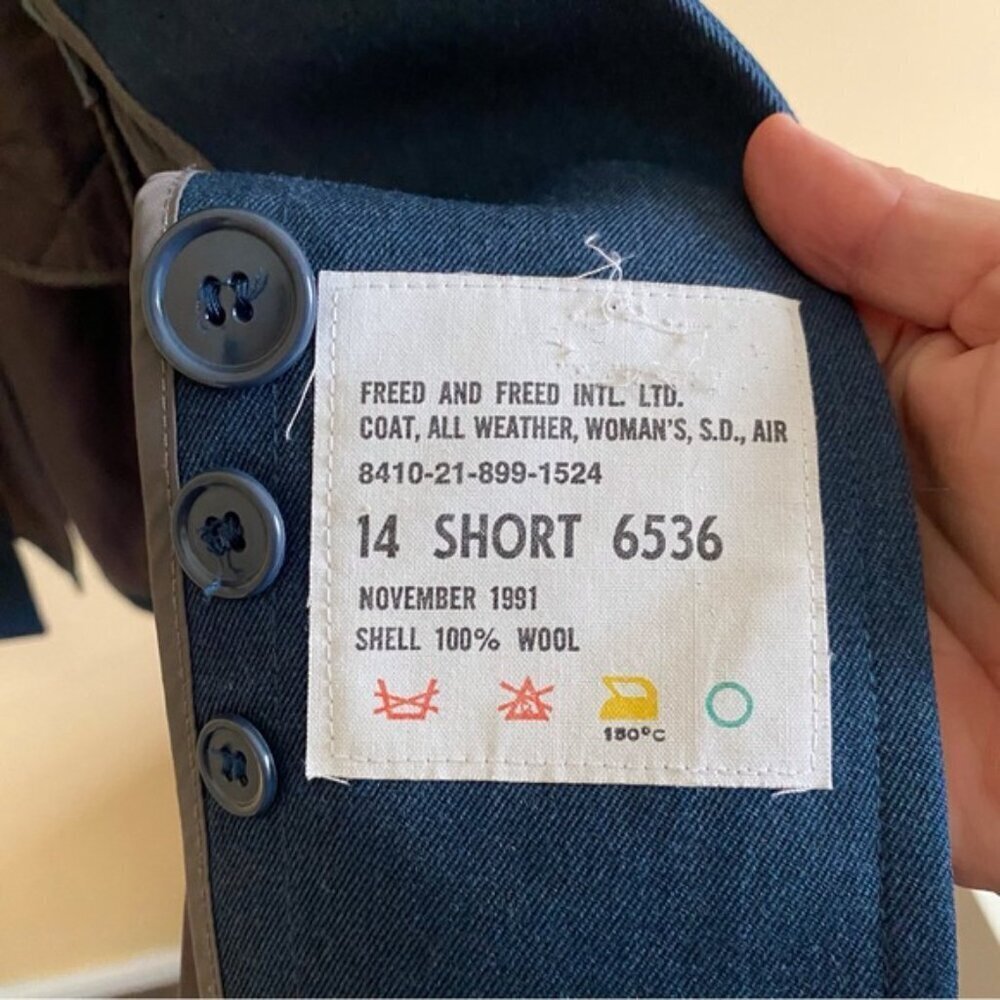 FREED AND FREED INTL. LTD.
COAT, ALL WEATHER, WOMAN'S, S.D., AIR
8410-21-899-1524
14 SHORT 6536
NOVEMBER 1991
SHELL 100% WOOL
150°C